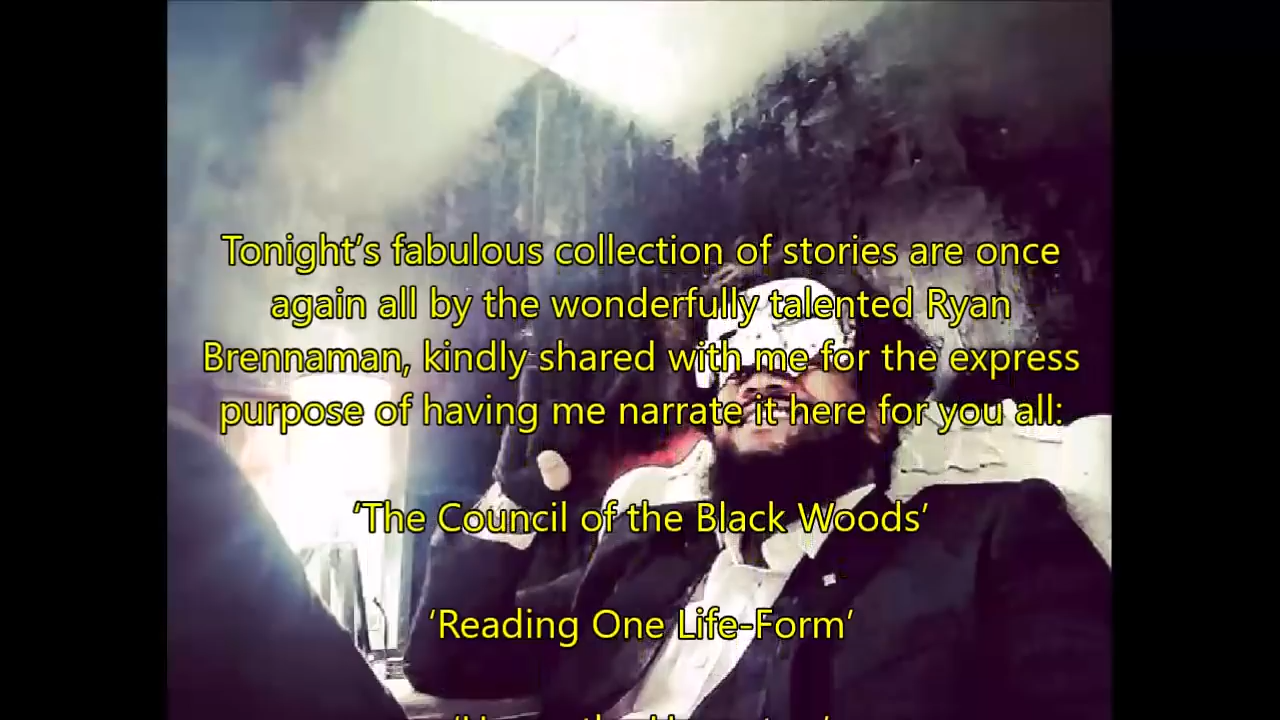 Tonight’s fabulous collection of stories are once
again all by the wonderfully talented Ryan
Brennaman, kindly shared with me for the express
purpose of having me narrate it here for you all:
‘The Council of the Black Woods’
‘Reading One Life-Form’